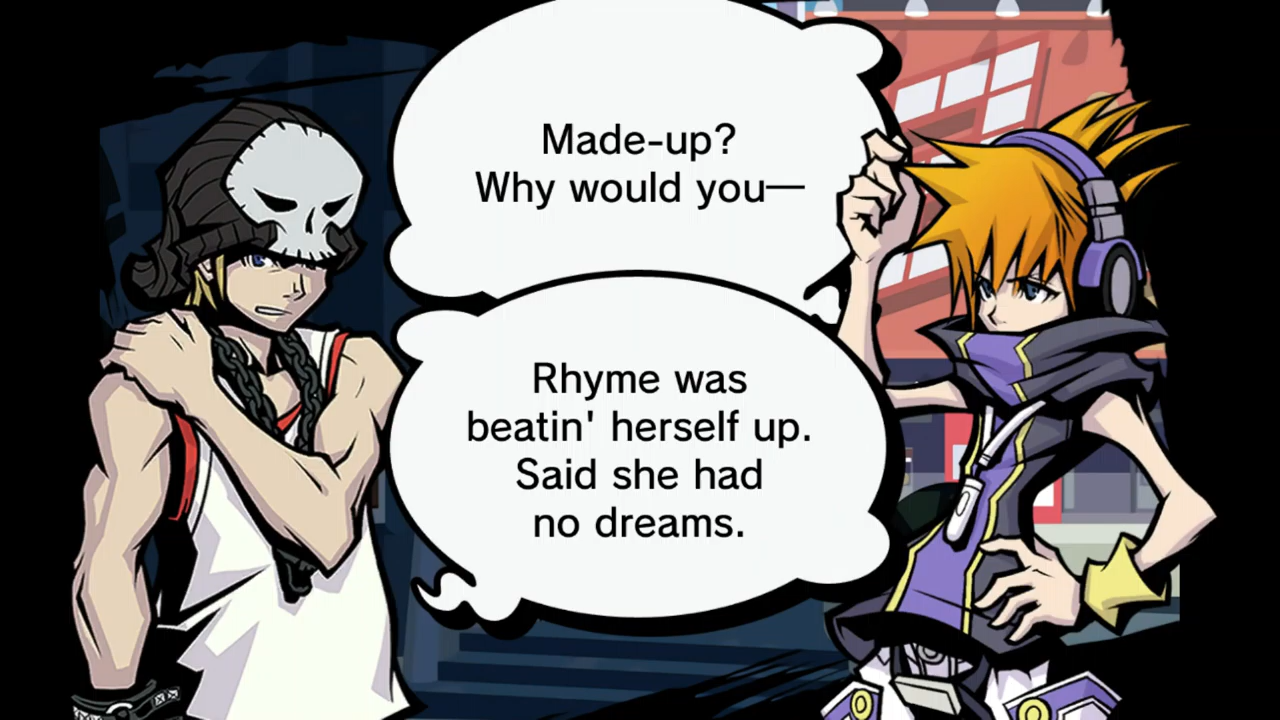 Made-up?
Why would you—
Rhyme was
beatin' herself up.
Said she had
no dreams.